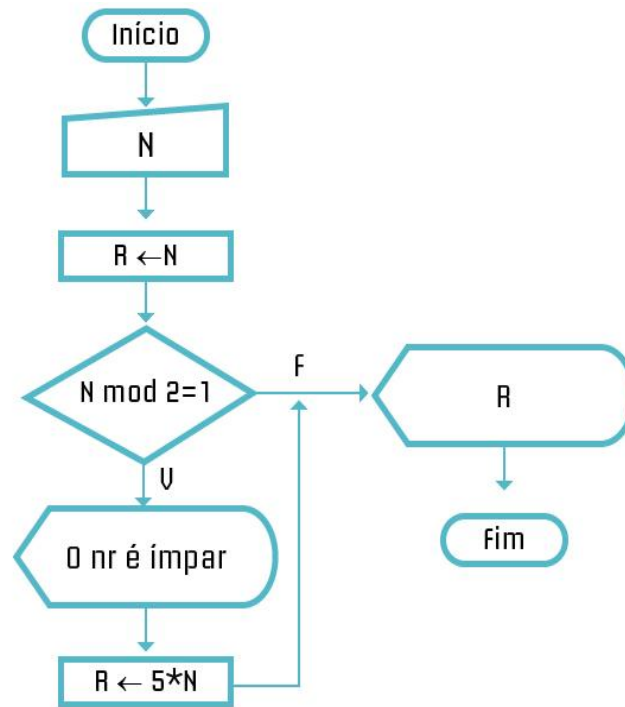 Início
N
R ←N
N mod 2=1
F
R
V
O nr é ímpar
Fim
R ← 5*N